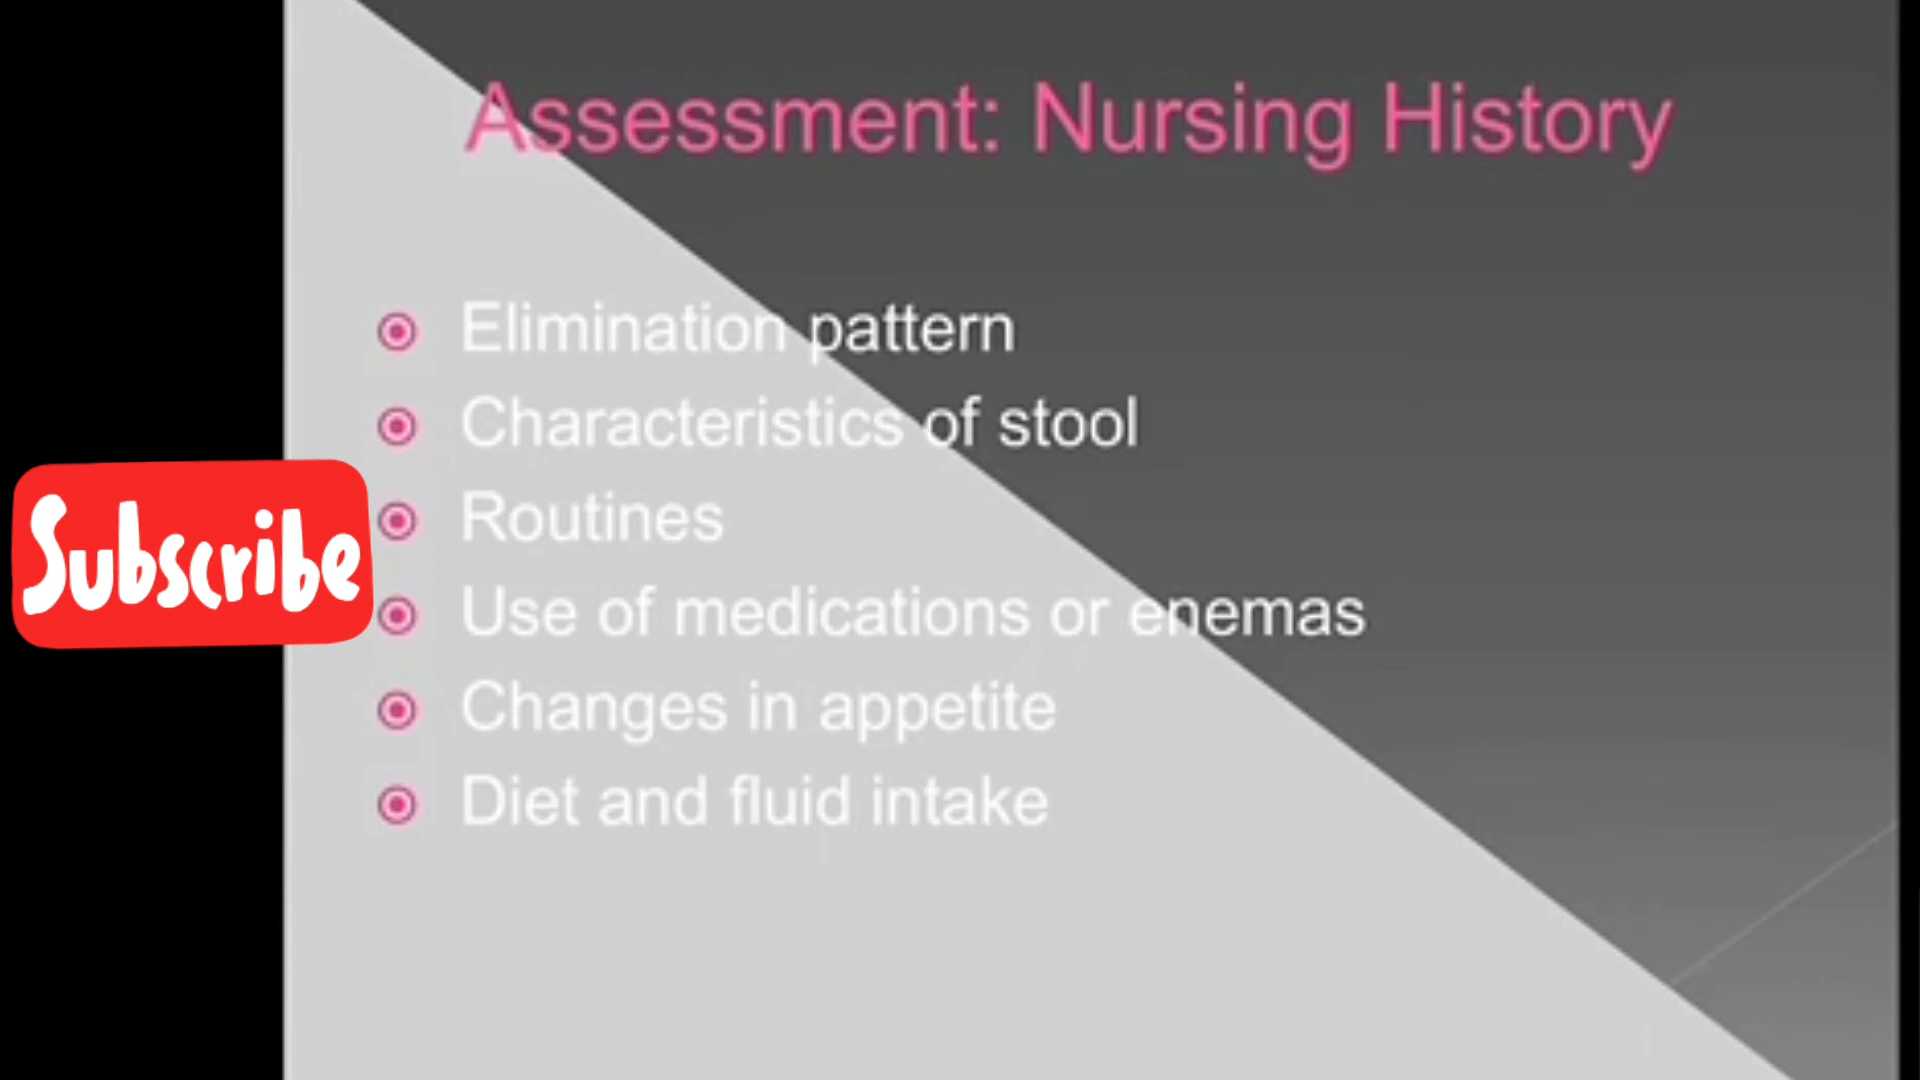 Assessment: Nursing History
Elimination pattern
Characteristics of stool
Routines
Use of medications or enemas
Changes in appetite
Diet and fluid intake
Subscribe